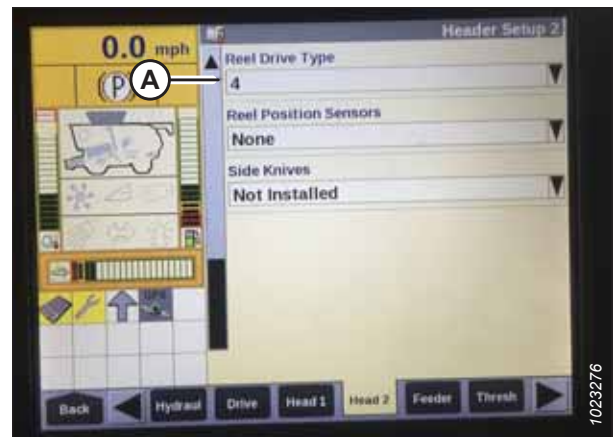 Header Setup 2
0.0 mph
(P)
A
Reel Drive Type
4
Reel Position Sensors
None
Side Knives
Not Installed
GPS
Back
Hydraul
Drive
Head 1
Head 2
Feeder
Thresh
1023276